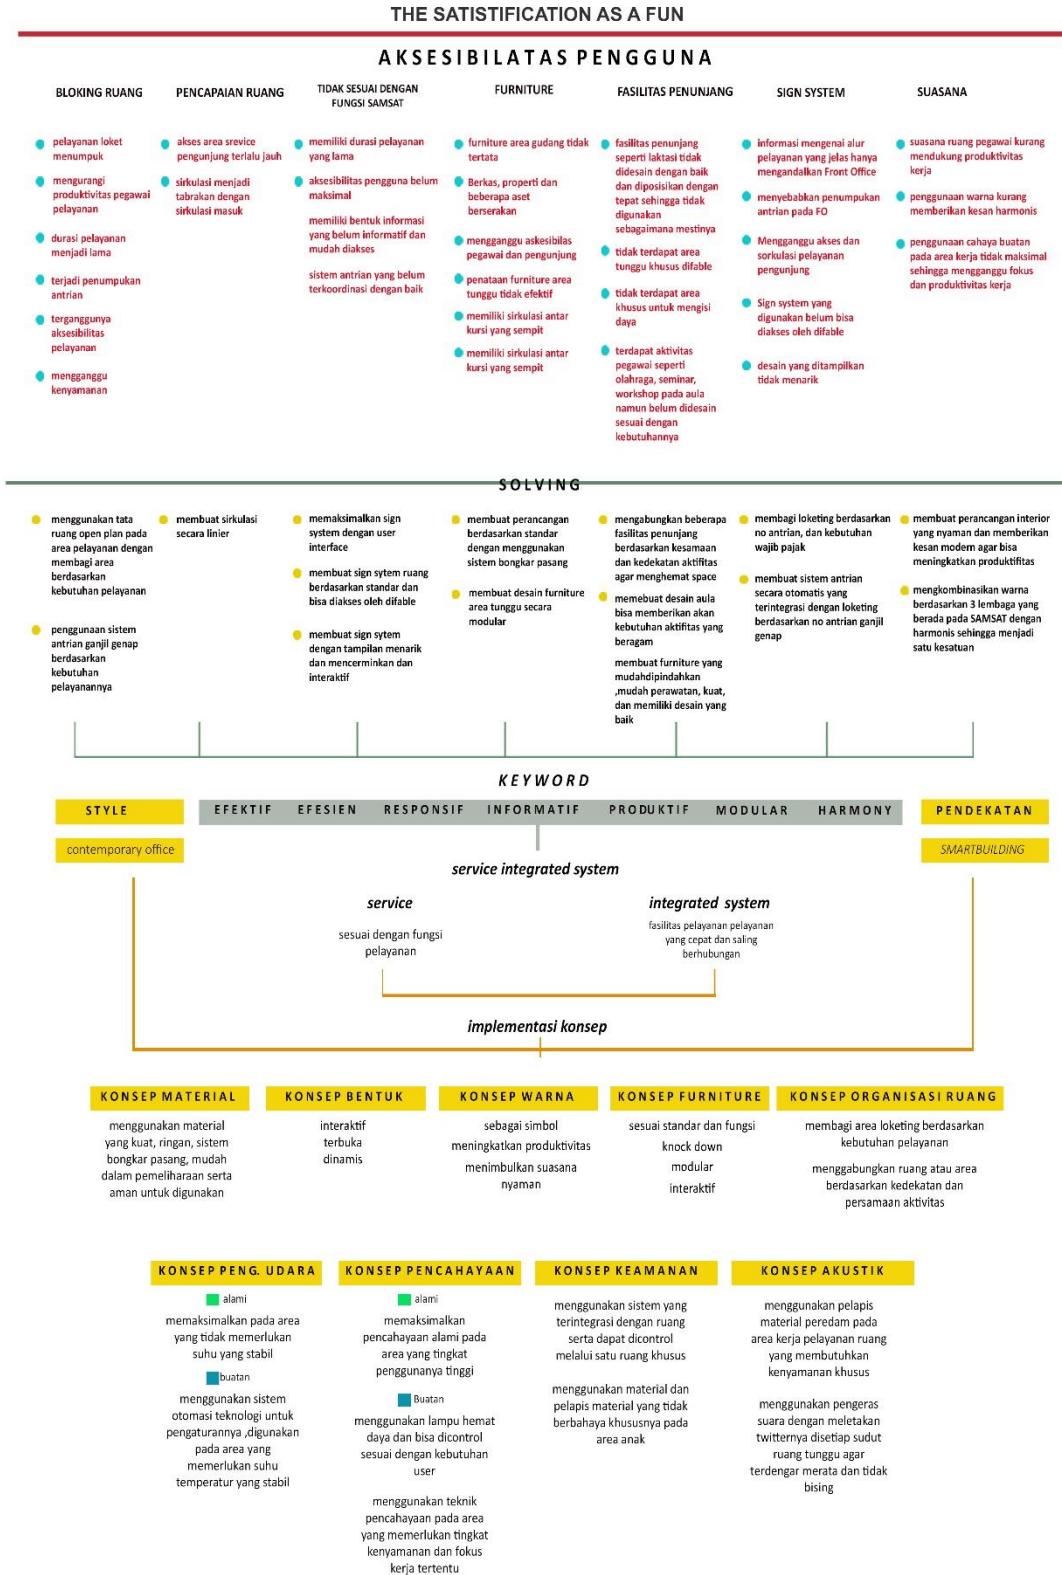 THE SATISTIFICATION AS A FUN
AKSESIBILATAS PENGGUNA
BLOKING RUANG
pelayanan loket
menumpuk
mengurangi
produktivitas pegawai
pelayanan
durasi pelayanan
menjadi lama
terjadi penumpukan
antrian
terganggunya
aksesibilitas
pelayanan
mengganggu
kenyamanan
PENCAPAIAN RUANG
akses area srevice
pengunjung terlalu jauh
sirkulasi menjadi
tabrakan dengan
sirkulasi masuk
TIDAK SESUAI DENGAN
FUNGSI SAMSAT
memiliki durasi pelayanan
yang lama
aksesibilitas pengguna belum
maksimal
memiliki bentuk informasi
yang belum informatif dan
mudah diakses
sistem antrian yang belum
terkoordinasi dengan baik
FURNITURE
furniture area gudang tidak
tertata
Berkas, properti dan
beberapa aset
berserakan
mengganggu askesibilas
pegawai dan pengunjung
penataan furniture area
tunggu tidak efektif
memiliki sirkulasi antar
kursi yang sempit
memiliki sirkulasi antar
kursi yang sempit
FASILITAS PENUNJANG
fasilitas penunjang
seperti laktasi tidak
didesain dengan baik
dan diposisikan dengan
tepat sehingga tidak
digunakan
sebagaimana mestinya
tidak terdapat area
tunggu khusus difable
tidak terdapat area
khusus untuk mengisi
daya
terdapat aktivitas
pegawai seperti
olahraga, seminar,
workshop pada aula
namun belum didesain
sesuai dengan
kebutuhannya
SIGN SYSTEM
informasi mengenai alur
pelayanan yang jelas hanya
mengandalkan Front Office
menyebabkan penumpukan
antrian pada FO
Mengganggu akses dan
sorkulasi pelayanan
pengunjung
Sign system yang
digunakan belum bisa
diakses oleh difable
desain yang ditampilkan
tidak menarik
SUASANA
suasana ruang pegawai kurang
mendukung produktivitas
kerja
penggunaan warna kurang
memberikan kesan harmonis
penggunaan cahaya buatan
pada area kerja tidak maksimal
sehingga mengganggu fokus
dan produktivitas kerja
SOLVING
menggunakan tata
ruang open plan pada
area pelayanan dengan
membagi area
berdasarkan
kebutuhan pelayanan
penggunaan sistem
antrian ganjil genap
berdasarkan
kebutuhan
pelayanannya
membuat sirkulasi
secara linier
memaksimalkan sign
system dengan user
interface
membuat sign sytem ruang
berdasarkan standar dan
bisa diakses oleh difable
membuat sign sytem
dengan tampilan menarik
dan mencerminkan dan
interaktif
membuat perancangan
berdasarkan standar
dengan menggunakan
sistem bongkar pasang
membuat desain furniture
area tunggu secara
modular
mengabungkan beberapa
fasilitas penunjang
berdasarkan kesamaan
dan kedekatan aktifitas
agar menghemat space
memebuat desain aula
bisa memberikan akan
kebutuhan aktifitas yang
beragam
membuat furniture yang
mudahdipindahkan
,mudah perawatan, kuat,
dan memiliki desain yang
baik
membagi loketing berdasarkan
no antrian, dan kebutuhan
wajib pajak
membuat sistem antrian
secara otomatis yang
terintegrasi dengan loketing
berdasarkan no antrian ganjil
genap
membuat perancangan interior
yang nyaman dan memberikan
kesan modern agar bisa
meningkatkan produktifitas
mengkombinasikan warna
berdasarkan 3 lembaga yang
berada pada SAMSAT dengan
harmonis sehingga menjadi
satu kesatuan
KEYWORD
STYLE
contemporary office
EFEKTIF EFESIEN RESPONSIF INFORMATIF PRODUKTIF MODULAR HARMONY
PENDEKATAN
SMARTBUILDING
service integrated system
service
sesuai dengan fungsi
pelayanan
integrated system
fasilitas pelayanan pelayanan
yang cepat dan saling
berhubungan
implementasi konsep
KONSEP MATERIAL
menggunakan material
yang kuat, ringan, sistem
bongkar pasang, mudah
dalam pemeliharaan serta
aman untuk digunakan
KONSEP BENTUK
interaktif
terbuka
dinamis
KONSEP WARNA
sebagai simbol
meningkatkan produktivitas
menimbulkan suasana
nyaman
KONSEP FURNITURE
sesuai standar dan fungsi
knock down
modular
interaktif
KONSEP ORGANISASI RUANG
membagi area loketing berdasarkan
kebutuhan pelayanan
menggabungkan ruang atau area
berdasarkan kedekatan dan
persamaan aktivitas
KONSEP PENG. UDARA
alami
memaksimalkan pada area
yang tidak memerlukan
suhu yang stabil
buatan
menggunakan sistem
otomasi teknologi untuk
pengaturannya ,digunakan
pada area yang
memerlukan suhu
temperatur yang stabil
KONSEP PENCAHAYAAN
alami
memaksimalkan
pencahayaan alami pada
area yang tingkat
penggunanya tinggi
Buatan
menggunakan lampu hemat
daya dan bisa dicontrol
sesuai dengan kebutuhan
user
menggunakan teknik
pencahayaan pada area
yang memerlukan tingkat
kenyamanan dan fokus
kerja tertentu
KONSEP KEAMANAN
menggunakan sistem yang
terintegrasi dengan ruang
serta dapat dicontrol
melalui satu ruang khusus
menggunakan material dan
pelapis material yang tidak
berbahaya khususnya pada
area anak
KONSEP AKUSTIK
menggunakan pelapis
material peredam pada
area kerja pelayanan ruang
yang membutuhkan
kenyamanan khusus
menggunakan pengeras
suara dengan meletakan
twitternya disetiap sudut
ruang tunggu agar
terdengar merata dan tidak
bising